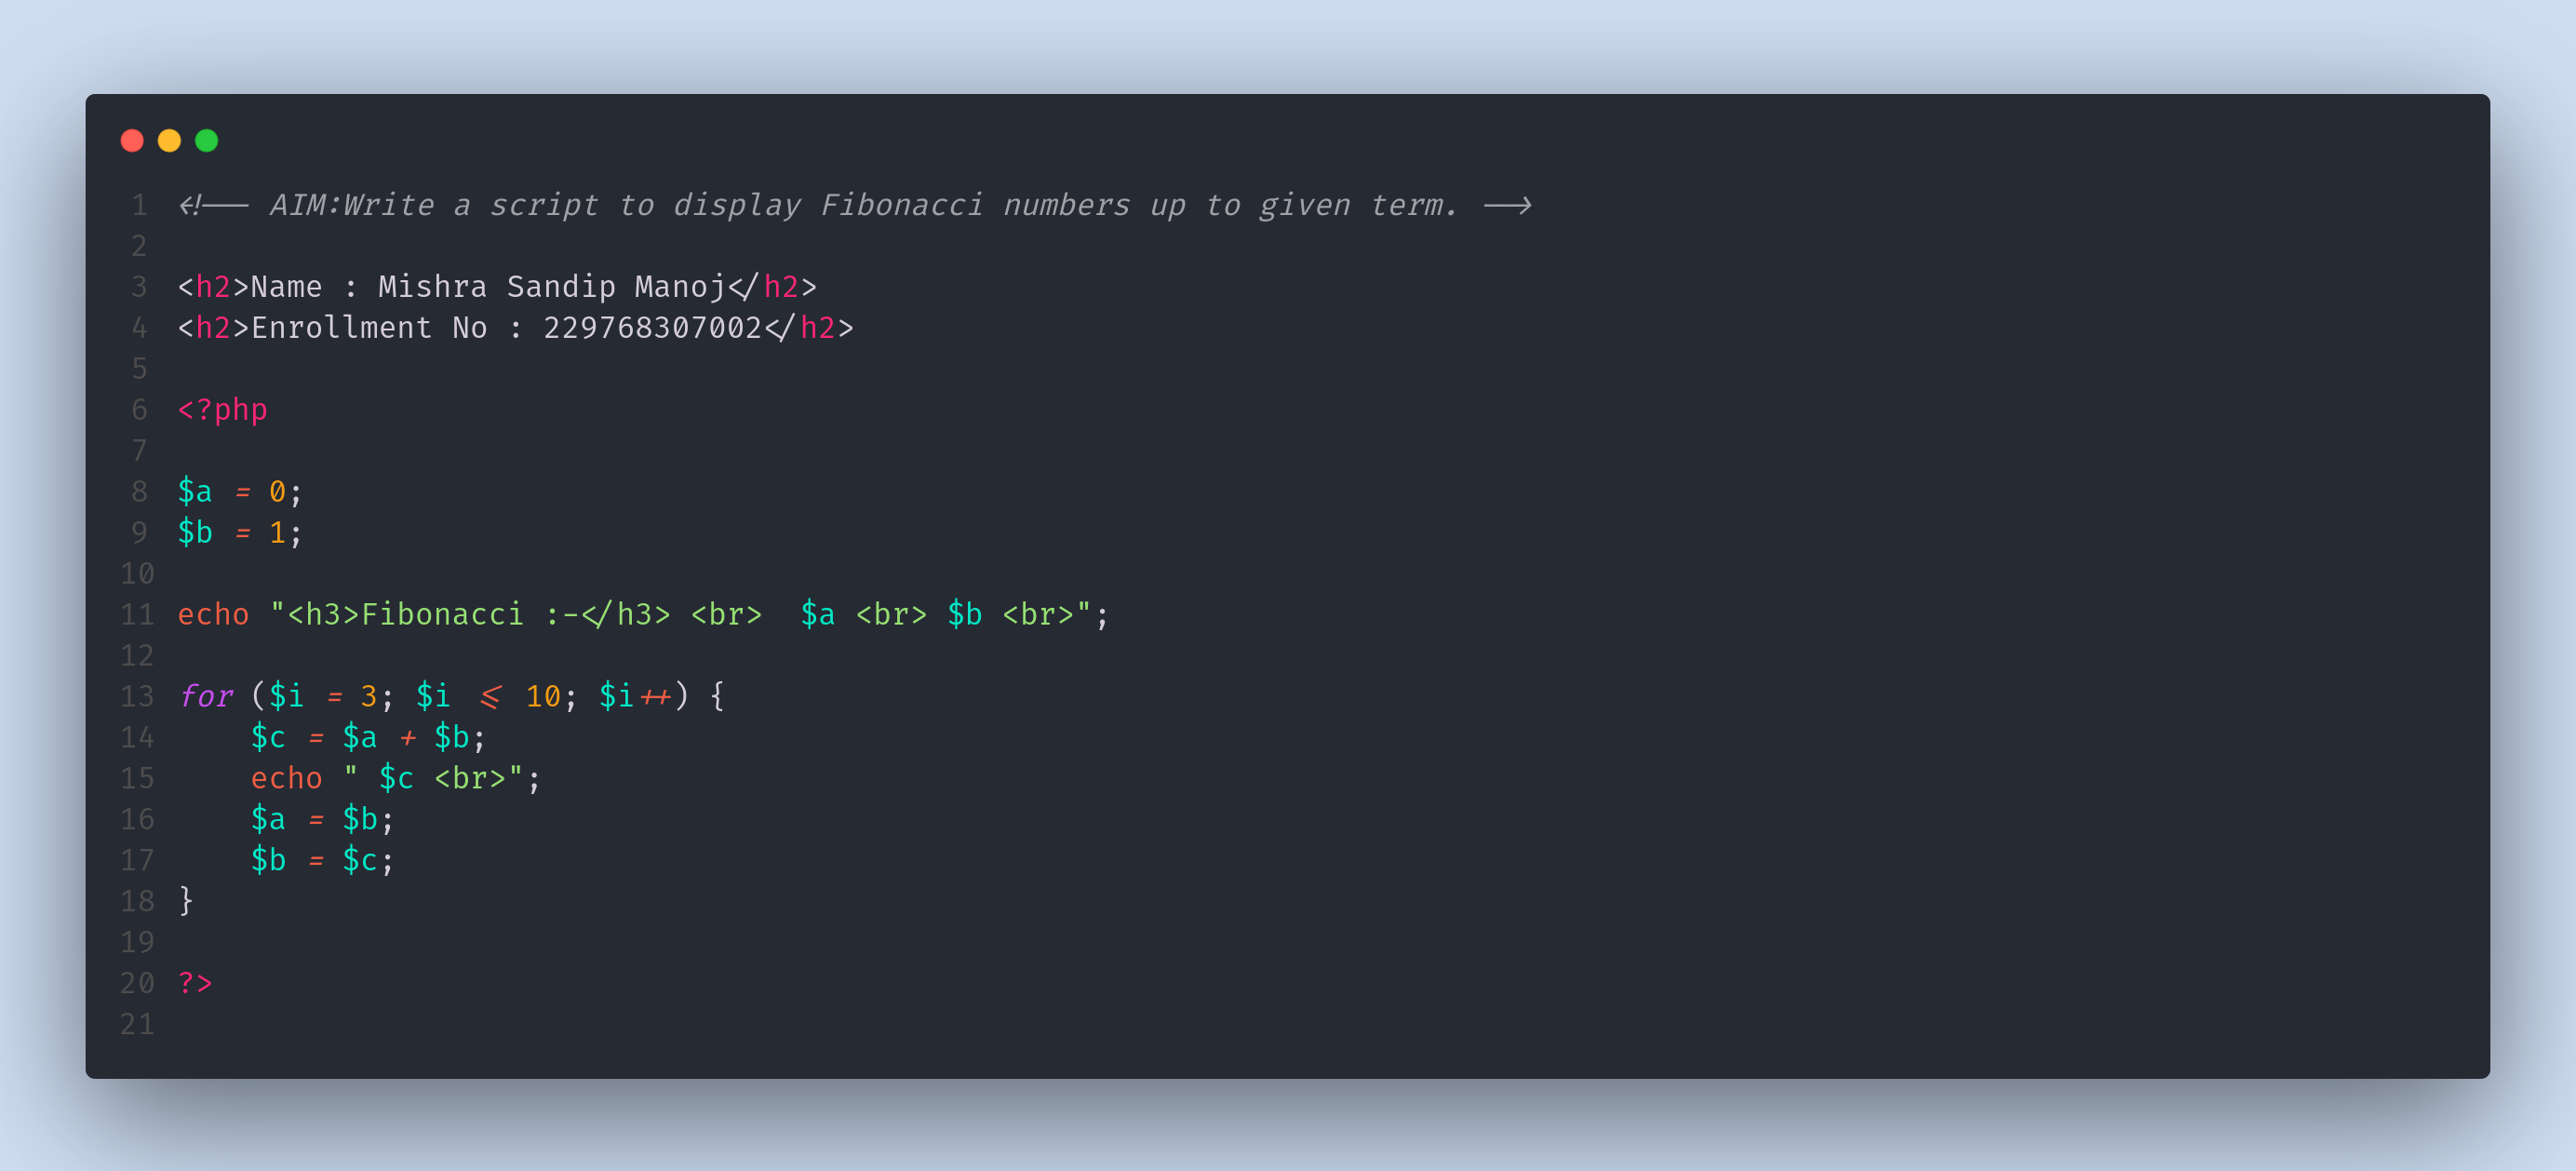 1 <!-- AIM:Write a script to display Fibonacci numbers up to given term. -->
2
3 <h2>Name : Mishra Sandip Manoj</h2>
4 <h2>Enrollment No : 229768307002</h2>
5
6 <?php
7
8 $a = 0;
9 $b = 1;
10
11 echo "<h3>Fibonacci :-</h3> <br>  $a <br> $b <br>";
12
13 for ($i = 3; $i <= 10; $i++) {
14     $c = $a + $b;
15     echo " $c <br>";
16     $a = $b;
17     $b = $c;
18 }
19
20 ?>
21